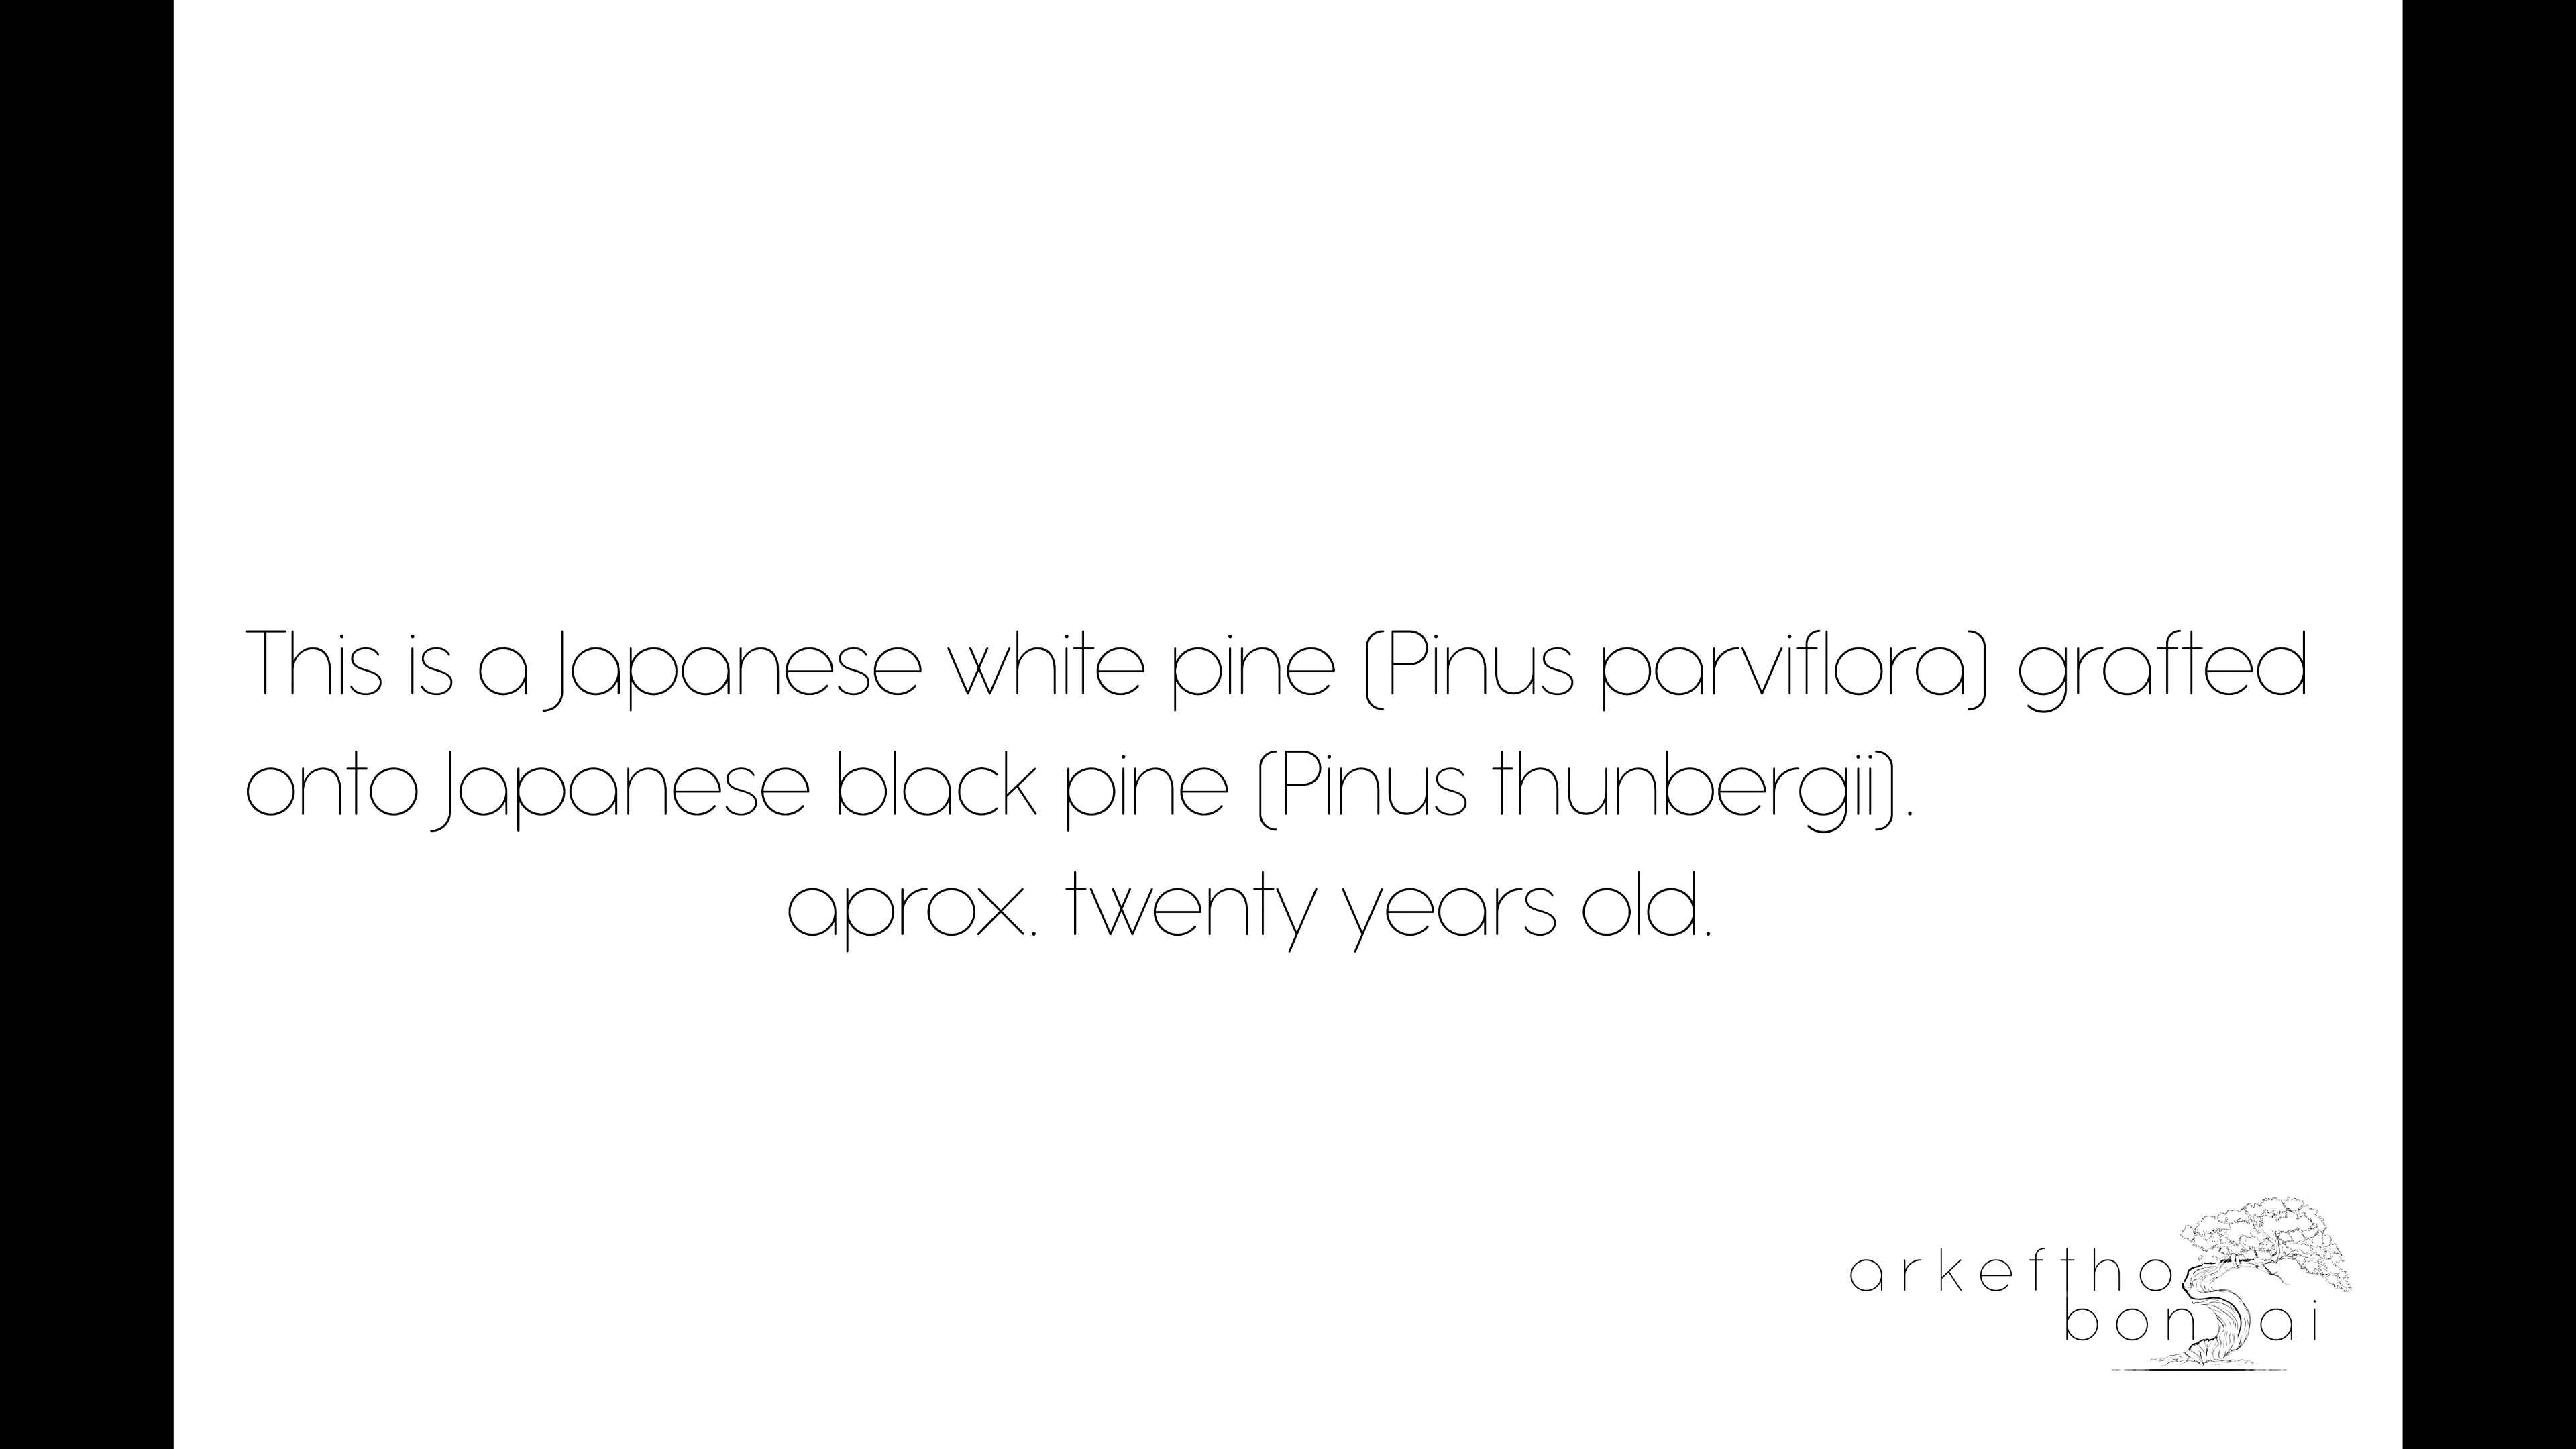 This is a Japanese white pine (Pinus parviflora) grafted
onto Japanese black pine (Pinus thunbergii).
aprox. twenty years old.
arkeftho
bonsai